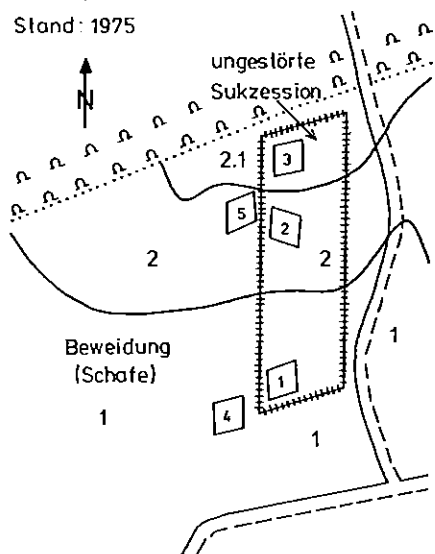 Stand: 1975
N
ungestörte
Sukzession
2.1
3
5
2
2
2
Beweidung
(Schafe)
1
1
4
1
1